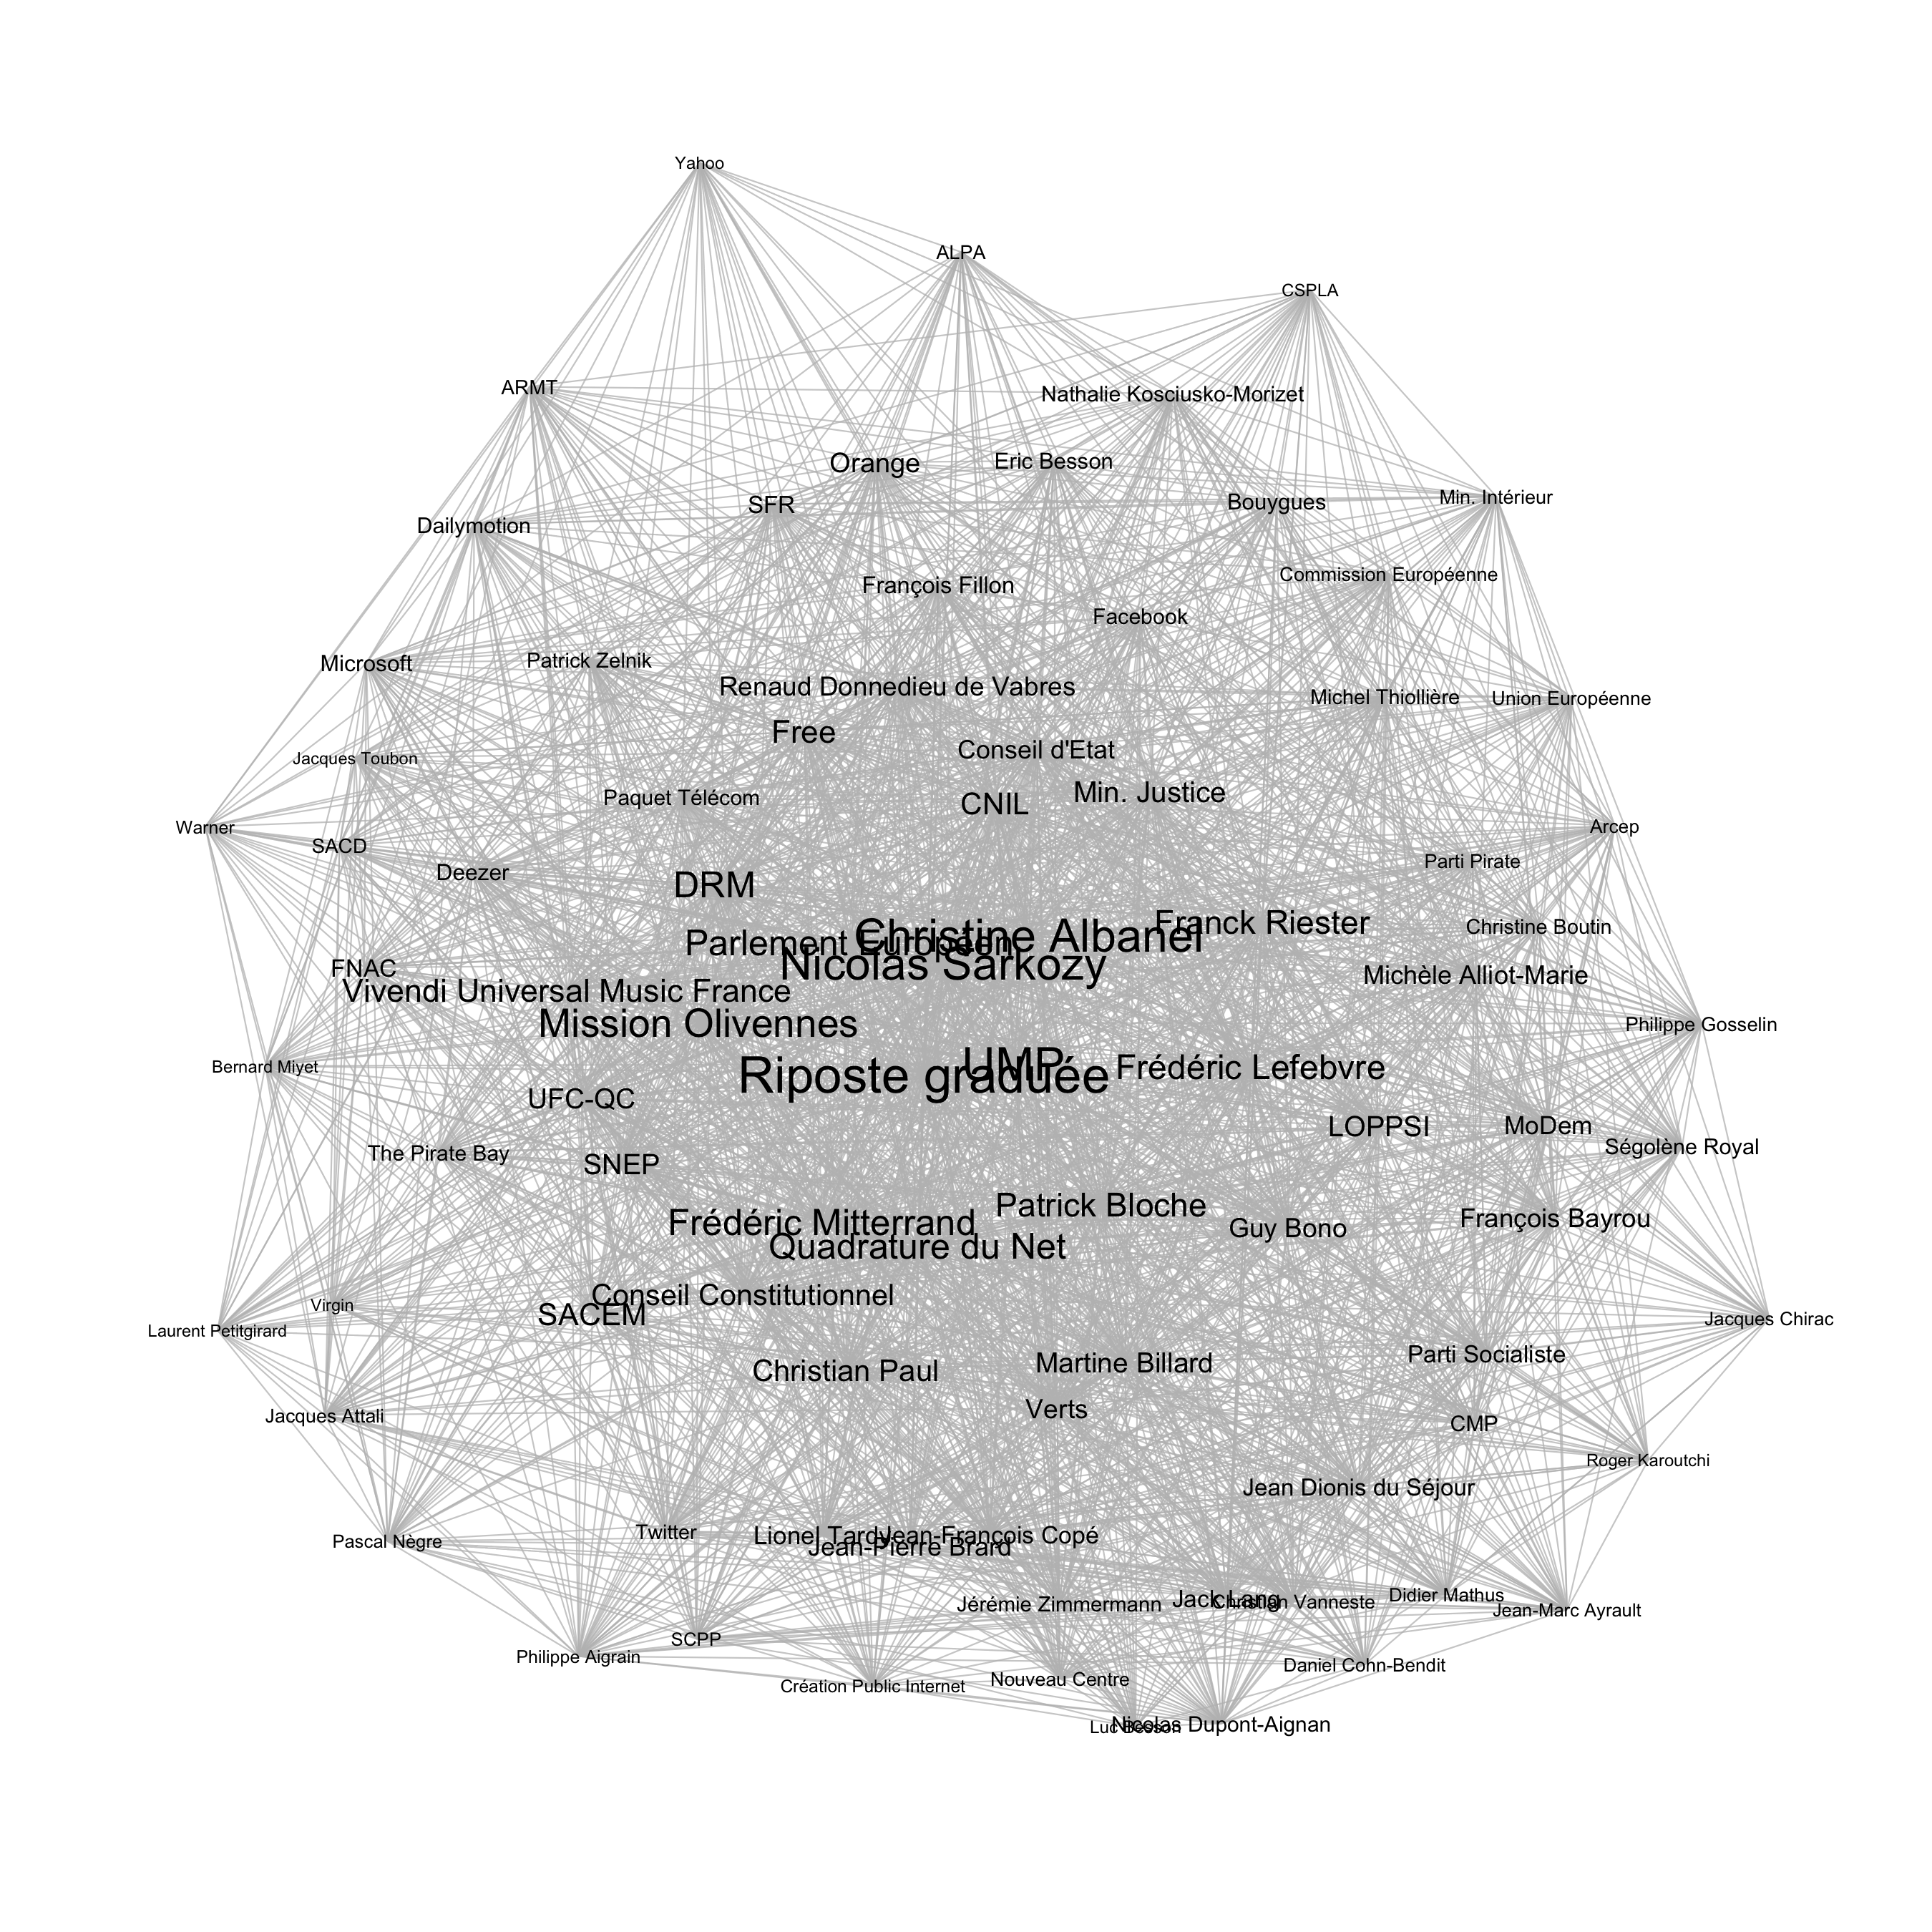 Yahoo
ALPA
CSPLA
ARMT
Nathalie Kosciusko-Morizet
Orange
Eric Besson
Min. Intérieur
SFR
Bouygues
Dailymotion
Commission Européenne
François Fillon
Facebook
Patrick Zelnik
Microsoft
Renaud Donnedieu de Vabres
Michel Thiollière
Union Européenne
Free
Conseil d'Etat
Jacques Toubon
Min. Justice
Paquet Télécom
CNIL
Warner
Arcep
SACD
Parti Pirate
Deezer
DRM
Franck Riester
Christine Boutin
Christine Albanel
Parlement Européen
Nicolas Sarkozy
FNAC
Michèle Alliot-Marie
Vivendi Universal Music France
Mission Olivennes
Philippe Gosselin
UMP
Bernard Miyet
Frédéric Lefebvre
Riposte graduée
UFC-QC
LOPPSI
MoDem
Ségolène Royal
The Pirate Bay
SNEP
Patrick Bloche
François Bayrou
Frédéric Mitterrand
Guy Bono
Quadrature du Net
Conseil Constitutionnel
Virgin
SACEM
Jacques Chirac
Laurent Petitgirard
Parti Socialiste
Martine Billard
Christian Paul
Verts
Jacques Attali
CMP
Roger Karoutchi
Jean Dionis du Séjour
Twitter
Lionel Tardy
Jean-François Copé
Pascal Nègre
Jean-Pierre Brard
Didier Mathus
Jack Lang
Christian Vanneste
Jérémie Zimmermann
Jean-Marc Ayrault
SCPP
Philippe Aigrain
Daniel Cohn-Bendit
Nouveau Centre
Création Public Internet
Nicolas Dupont-Aignan
Luc Besson